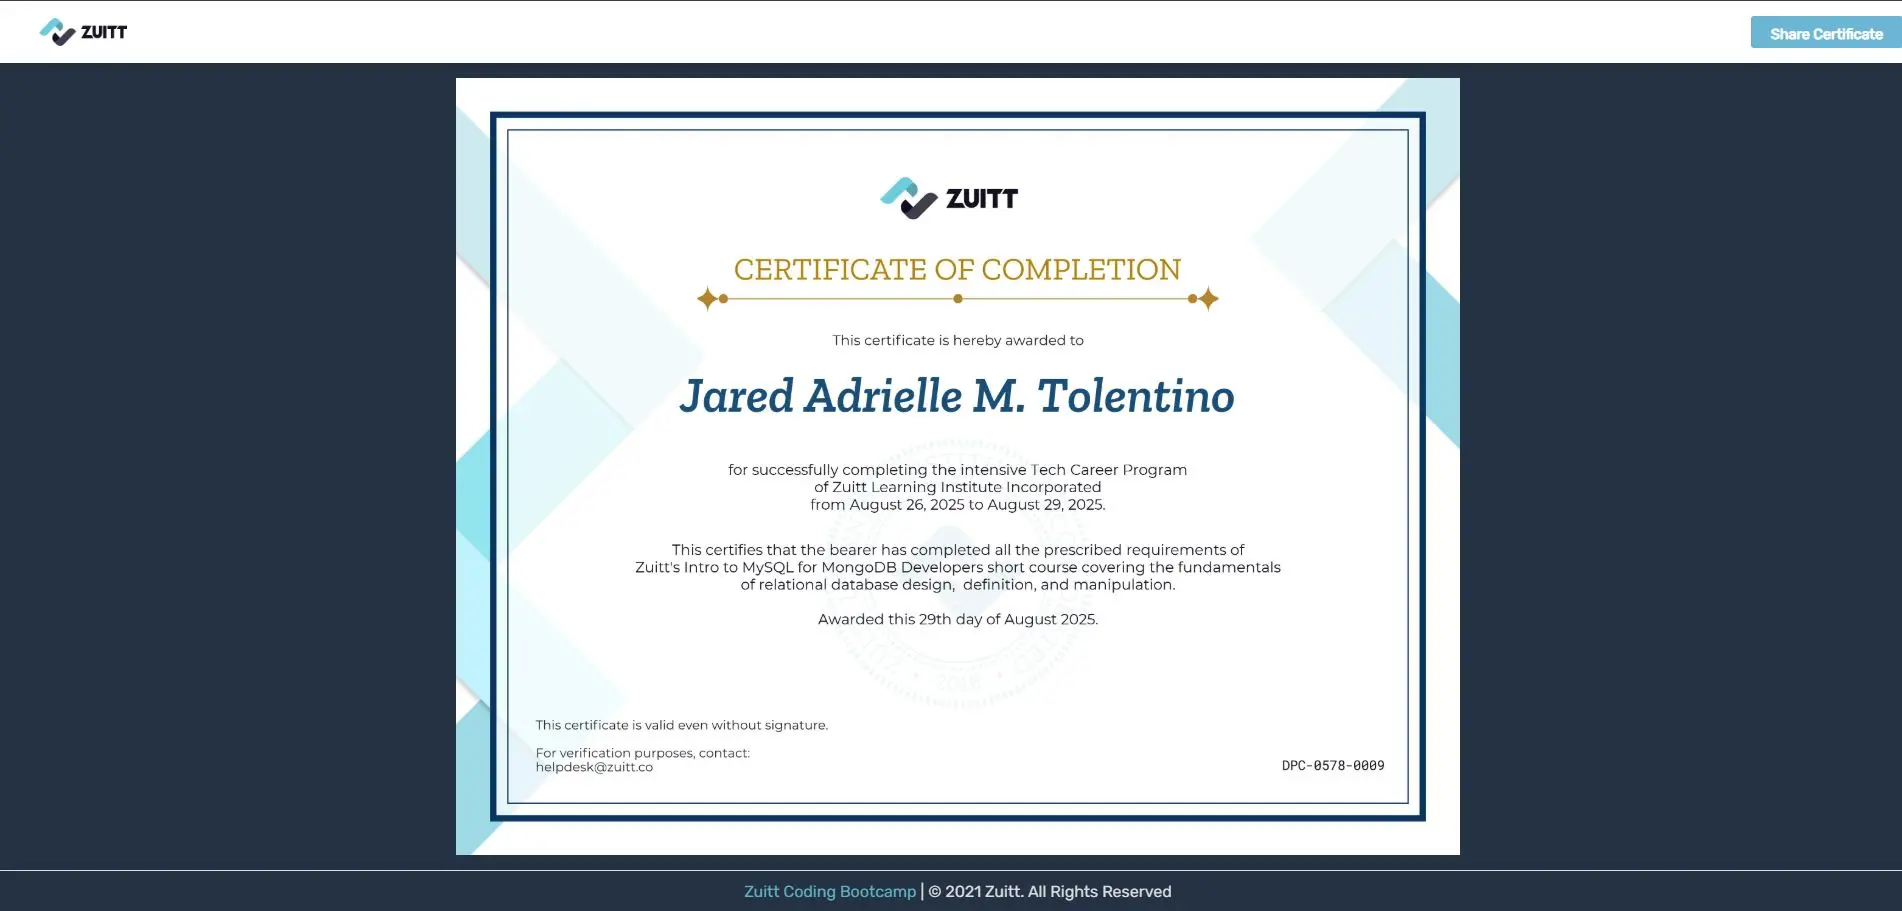 ZUITT
Share Certificate
ZUITT
CERTIFICATE OF COMPLETION
This certificate is hereby awarded to
Jared Adrielle M. Tolentino
for successfully completing the intensive Tech Career Program
of Zuitt Learning Institute Incorporated
from August 26, 2025 to August 29, 2025.
This certifies that the bearer has completed all the prescribed requirements of
Zuitt's Intro to MySQL for MongoDB Developers short course covering the fundamentals
of relational database design,  definition, and manipulation.
Awarded this 29th day of August 2025.
2018
This certificate is valid even without signature.
For verification purposes, contact:
helpdesk@zuitt.co
DPC-0578-0009
Zuitt Coding Bootcamp | © 2021 Zuitt. All Rights Reserved